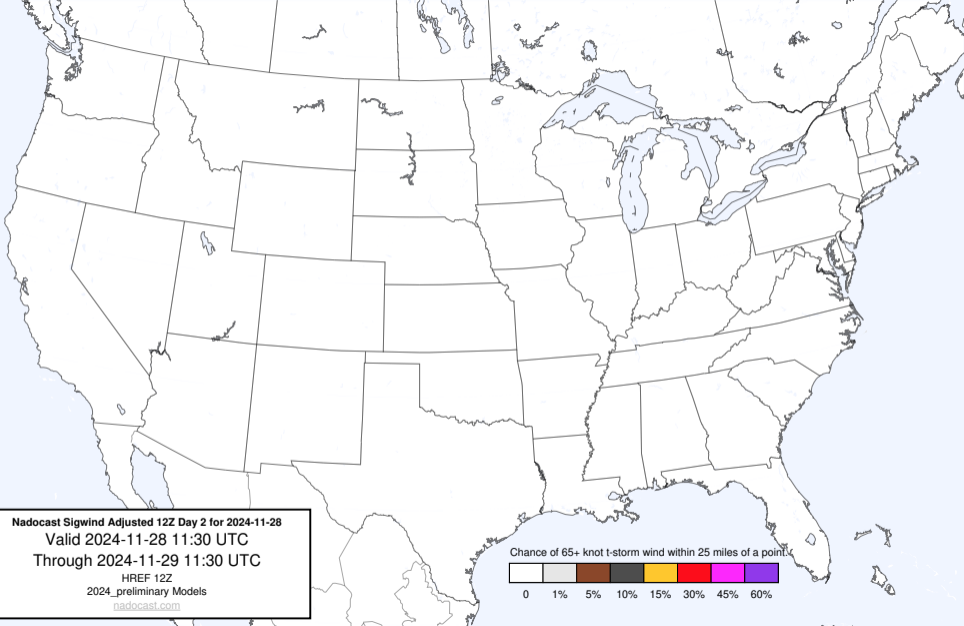 Nadocast Sigwind Adjusted 12Z Day 2 for 2024-11-28
Valid 2024-11-28 11:30 UTC
Through 2024-11-29 11:30 UTC
HREF 12Z
2024_preliminary Models
nadocast.com
Chance of 65+ knot t-storm wind within 25 miles of a point.
0 1% 5% 10% 15% 30% 45% 60%